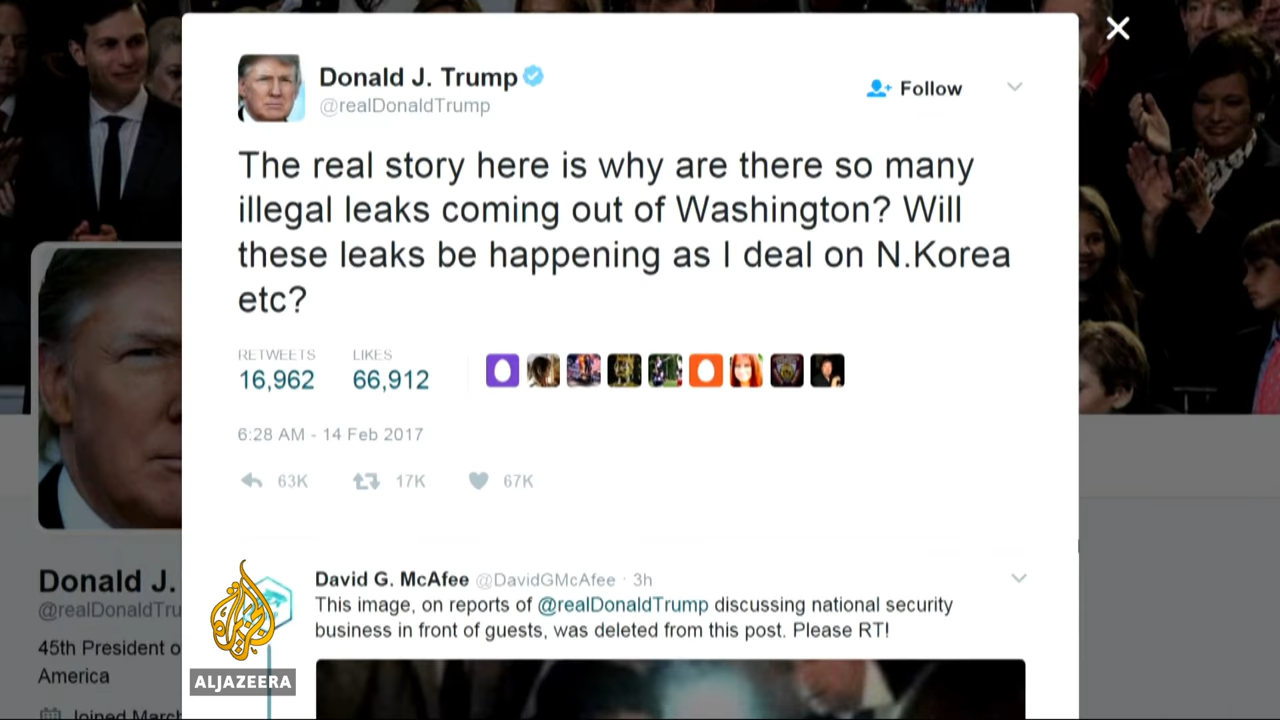 Donald J. Trump
@realDonaldTrump
Follow
The real story here is why are there so many
illegal leaks coming out of Washington? Will
these leaks be happening as I deal on N.Korea
etc?
RETWEETS LIKES
16,962 66,912
6:28 AM - 14 Feb 2017
63K 17K 67K
David G. McAfee @DavidGMcAfee · 3h
This image, on reports of @realDonaldTrump discussing national security
business in front of guests, was deleted from this post. Please RT!
Donald J.
@realDonaldTru
45th President o
America
Joined March
ALJAZEERA